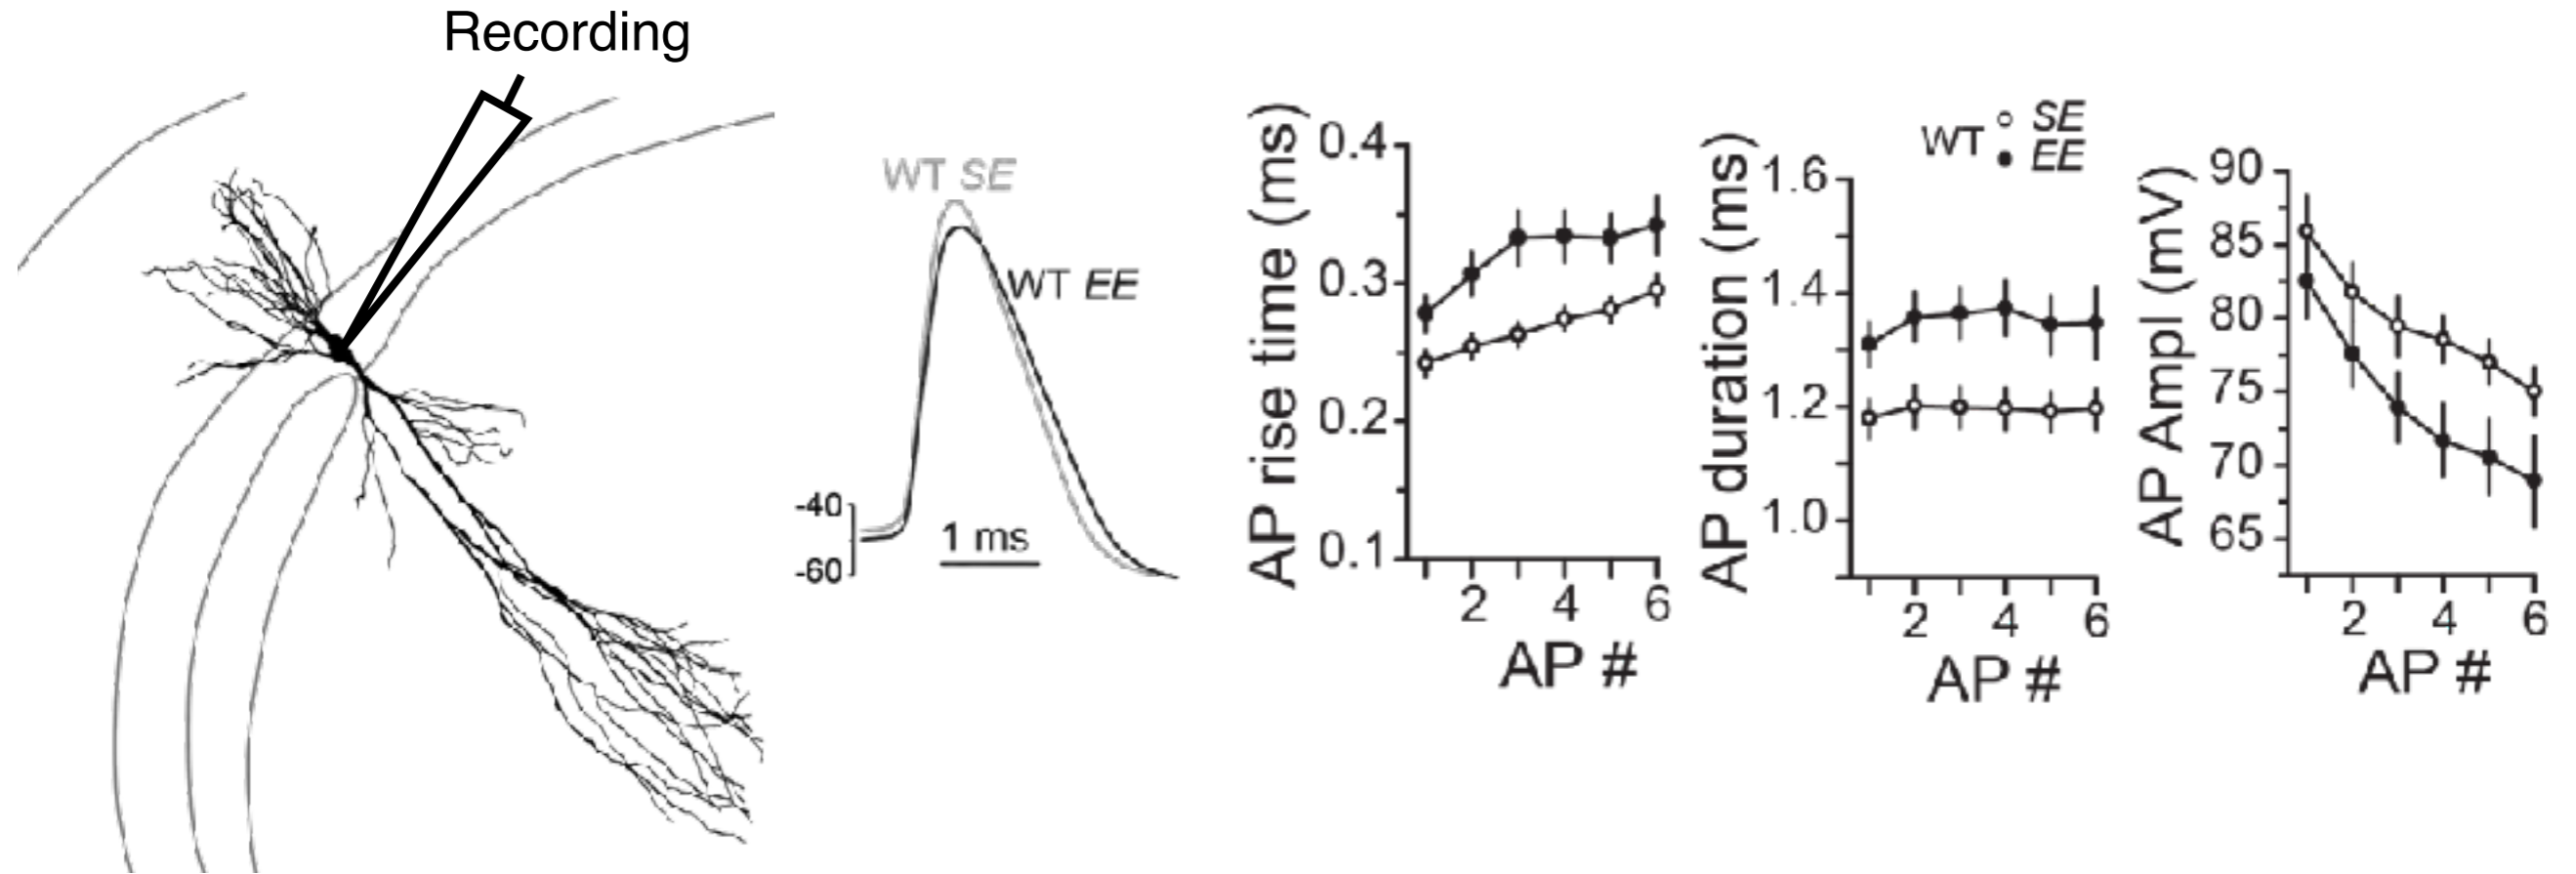 Recording
WT SE
WT EE
-40
-60
1 ms
AP rise time (ms)
0.4
0.3
0.2
0.1
2 4 6
AP #
AP duration (ms)
WT SE
EE
1.6
1.4
1.2
1.0
2 4 6
AP #
AP Ampl (mV)
90
85
80
75
70
65
2 4 6
AP #